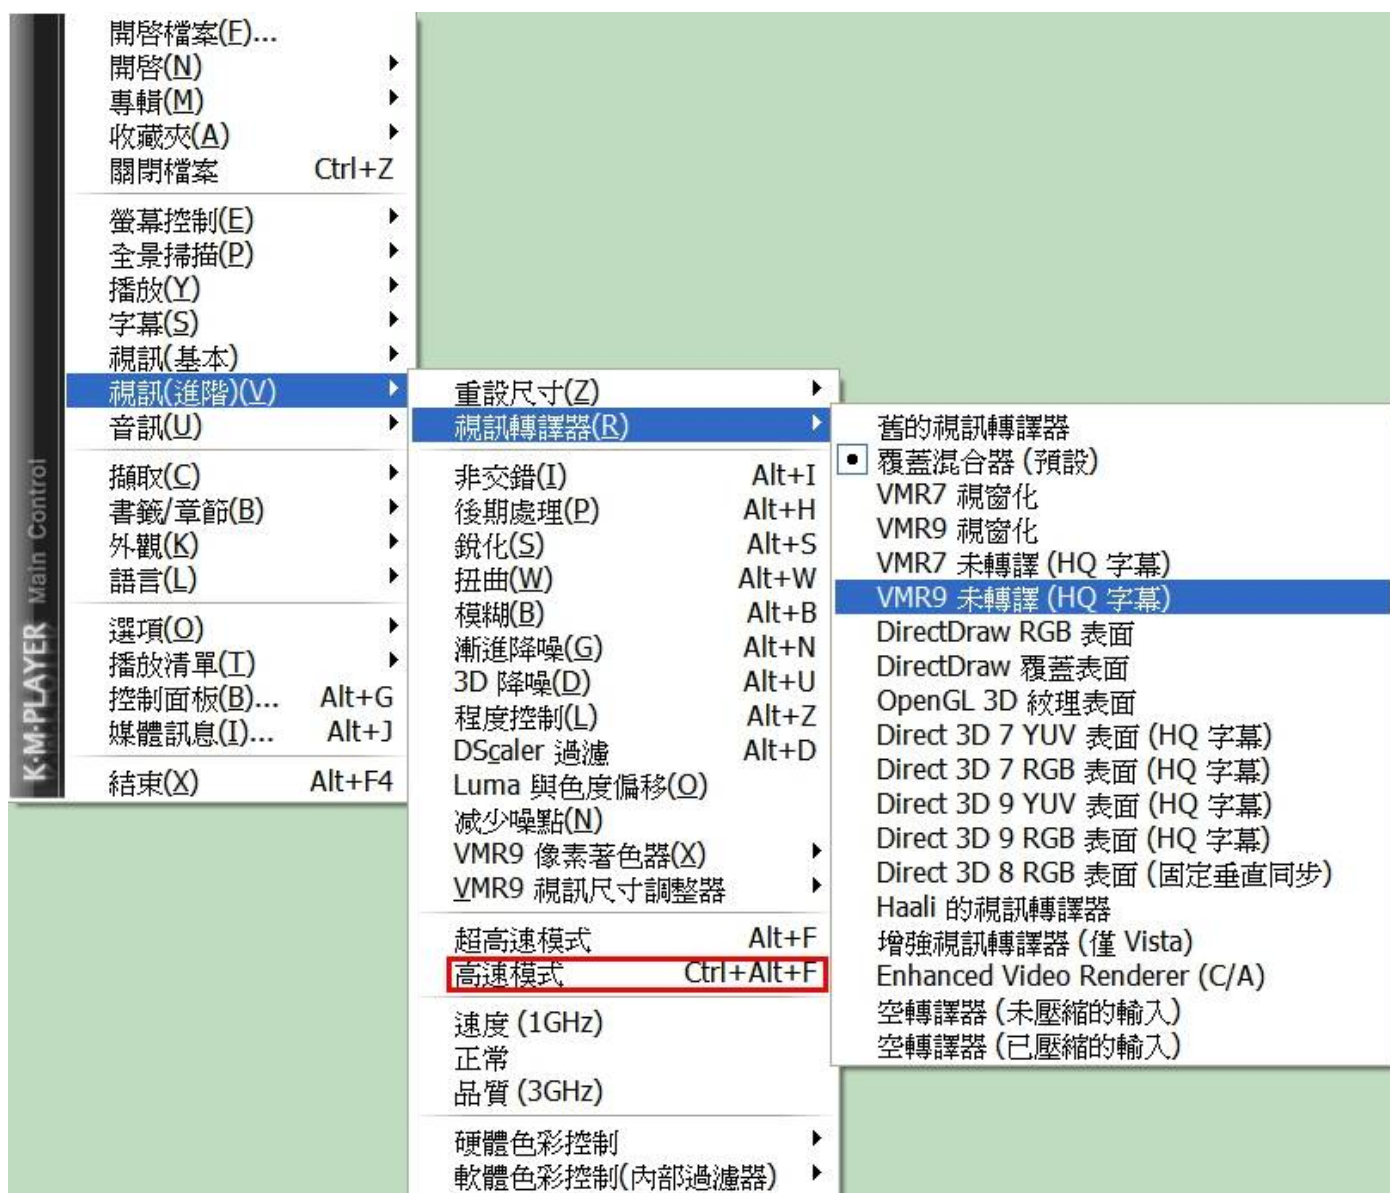 開啓檔案(F)...
開啓(N)
專輯(M)
收藏夾(A)
關閉檔案 Ctrl+Z
螢幕控制(E)
全景掃描(P)
播放(Y)
字幕(S)
視訊(基本)
視訊(進階)(V)
音訊(U)
擷取(C)
書籤/章節(B)
外觀(K)
語言(L)
選項(O)
播放清單(T)
控制面板(B)... Alt+G
媒體訊息(I)... Alt+J
結束(X) Alt+F4
K·M·PLAYER Main Control
重設尺寸(Z)
視訊轉譯器(R)
非交錯(I) Alt+I
後期處理(P) Alt+H
銳化(S) Alt+S
扭曲(W) Alt+W
模糊(B) Alt+B
漸進降噪(G) Alt+N
3D 降噪(D) Alt+U
程度控制(L) Alt+Z
DScaler 過濾 Alt+D
Luma 與色度偏移(O)
減少噪點(N)
VMR9 像素著色器(X)
VMR9 視訊尺寸調整器
超高速模式 Alt+F
高速模式 Ctrl+Alt+F
速度 (1GHz)
正常
品質 (3GHz)
硬體色彩控制
軟體色彩控制(內部過濾器)
舊的視訊轉譯器
覆蓋混合器 (預設)
VMR7 視窗化
VMR9 視窗化
VMR7 未轉譯 (HQ 字幕)
VMR9 未轉譯 (HQ 字幕)
DirectDraw RGB 表面
DirectDraw 覆蓋表面
OpenGL 3D 紋理表面
Direct 3D 7 YUV 表面 (HQ 字幕)
Direct 3D 7 RGB 表面 (HQ 字幕)
Direct 3D 9 YUV 表面 (HQ 字幕)
Direct 3D 9 RGB 表面 (HQ 字幕)
Direct 3D 8 RGB 表面 (固定垂直同步)
Haali 的視訊轉譯器
增強視訊轉譯器 (僅 Vista)
Enhanced Video Renderer (C/A)
空轉譯器 (未壓縮的輸入)
空轉譯器 (已壓縮的輸入)